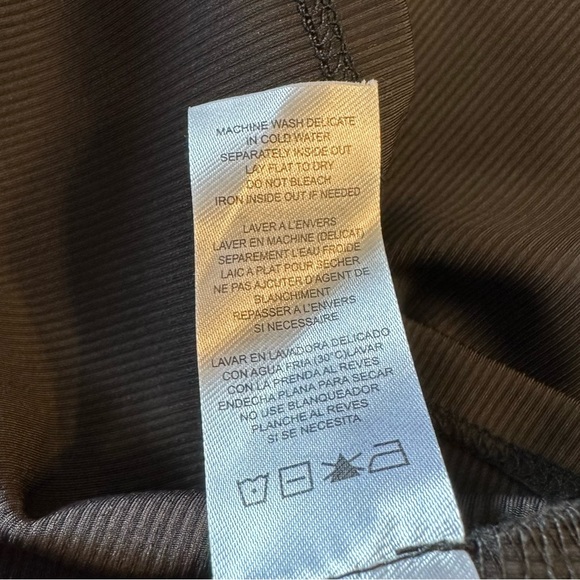 MACHINE WASH DELICATE
IN COLD WATER
SEPARATELY INSIDE OUT
LAY FLAT TO DRY
DO NOT BLEACH
IRON INSIDE OUT IF NEEDED
LAVER A L'ENVERS
LAVER EN MACHINE (DELICAT)
SEPAREMENT L'EAU FROIDE
LAIC A PLAT POUR SECHER
NE PAS AJCUTER D'AGENT DE
BLANCHIMENT
REPASSER A L'ENVERS
SI NECESSAIRE
LAVAR EN LAVADORA DELICADO
CON AGUA FRIA (30°C)LAVAR
CON LA PRENDA AL REVES
ENDECHA PLANA PARA SECAR
NO USE BLANQUEADOR
PLANCHE AL REVES
SI SE NECESITA